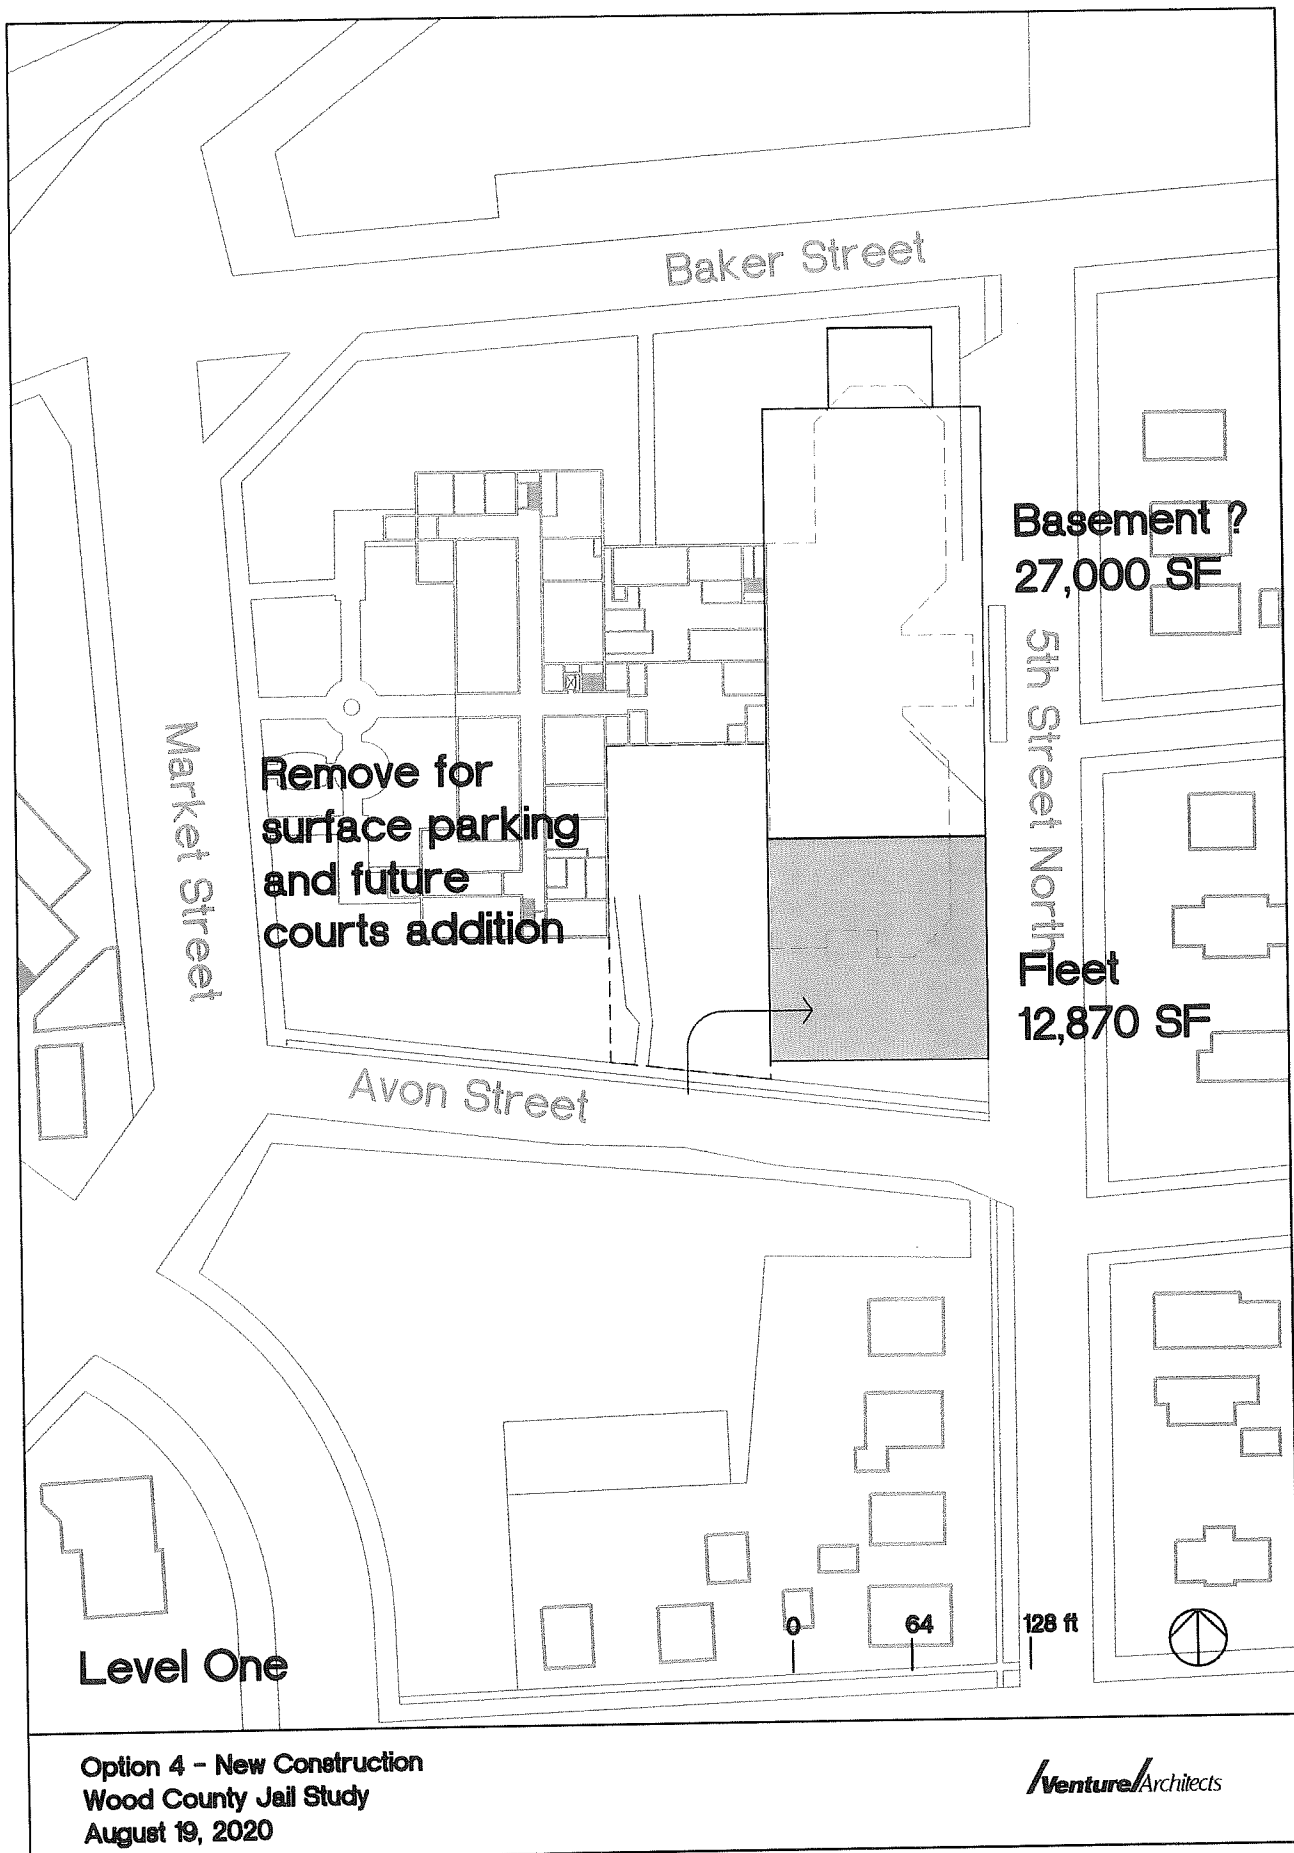 Baker Street
Basement ?
27,000 SF
5th Street North
Market Street
Remove for
surface parking
and future
courts addition
Fleet
12,870 SF
Avon Street
0 64 128 ft
Level One
Option 4 - New Construction
Wood County Jail Study
August 19, 2020
Venture Architects